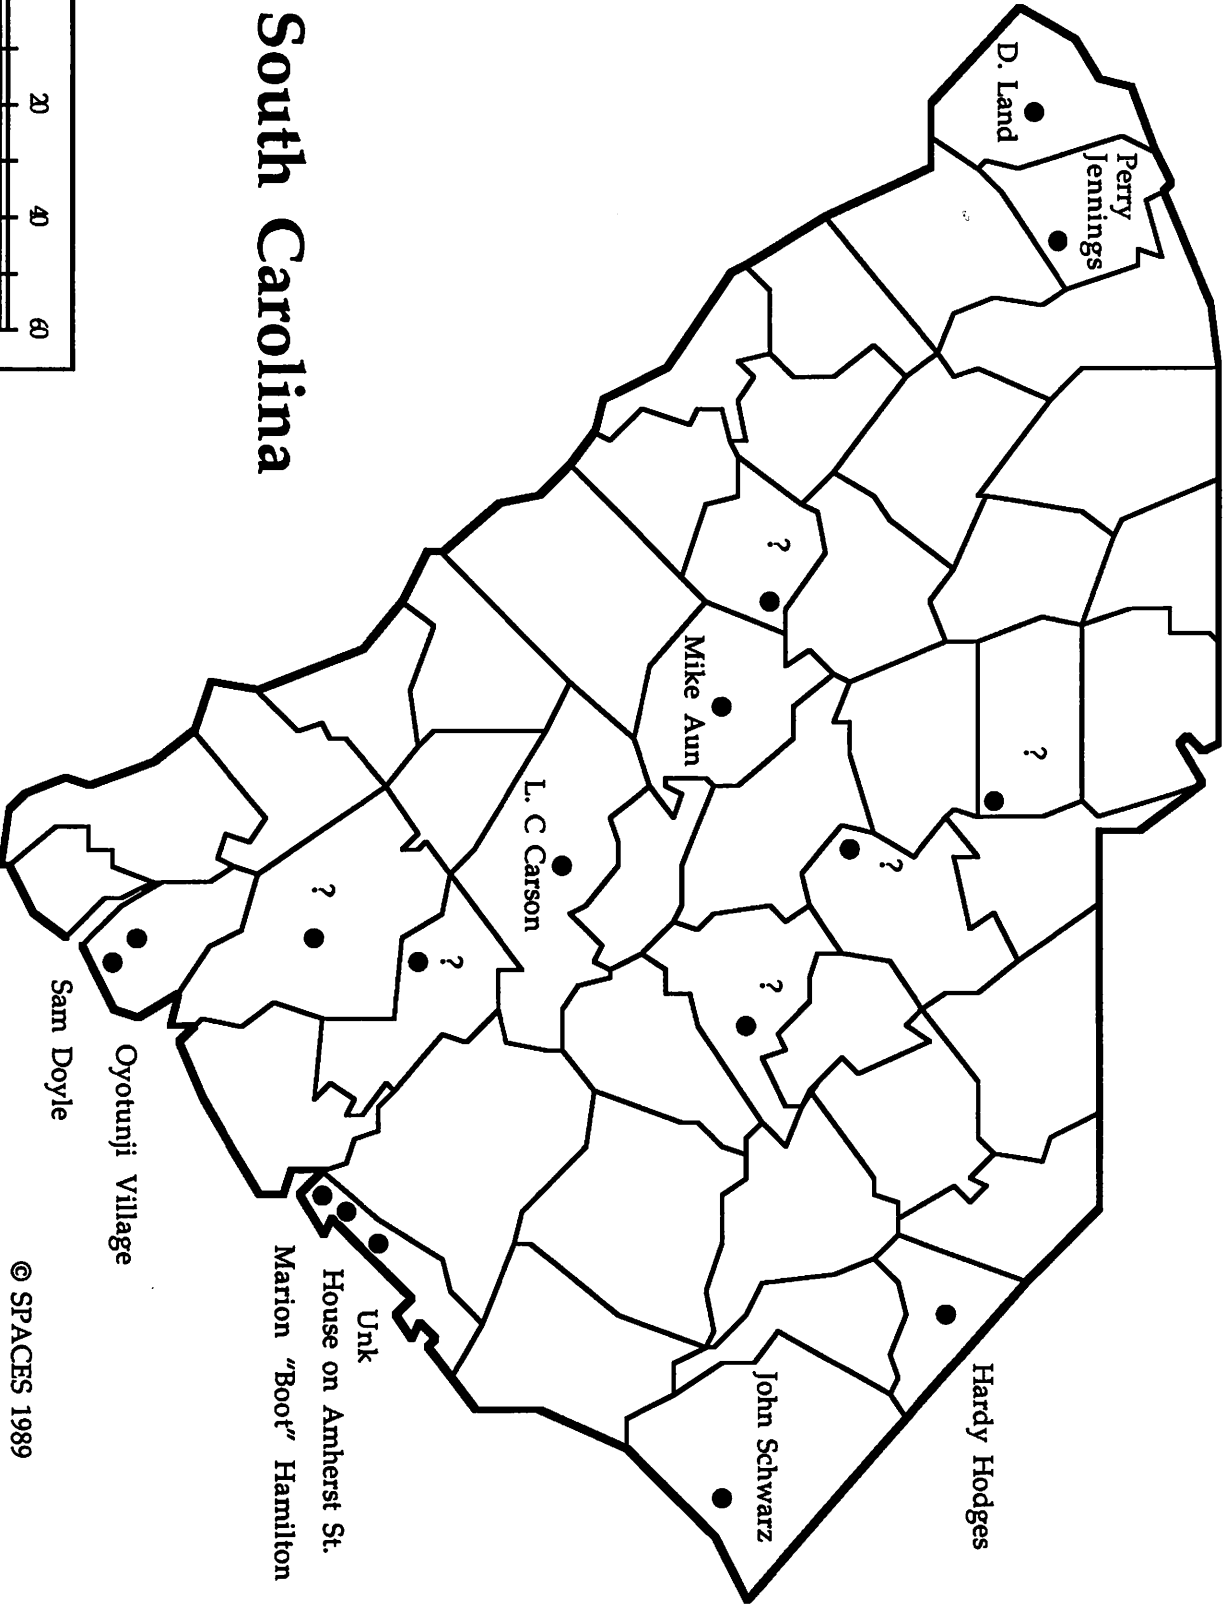 D. Land
Perry
Jennings
?
?
Mike Aun
?
?
L. C Carson
?
?
Hardy Hodges
John Schwarz
Unk
House on Amherst St.
Marion "Boot" Hamilton
Oyotunji Village
Sam Doyle
South Carolina
20 40 60
© SPACES 1989